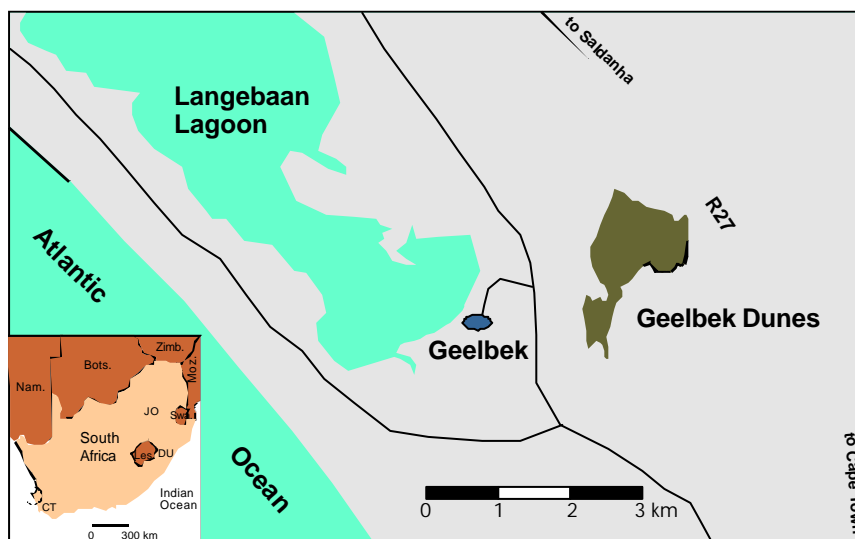 to Saldanha
Langebaan
Lagoon
R27
Atlantic
Geelbek Dunes
Geelbek
Zimb.
Moz.
Bots.
Nam.
JO
Swa.
South
Africa
Les.
DU
Ocean
to Cape Town
Indian
Ocean
CT
0 1 2 3 km
0 300 km